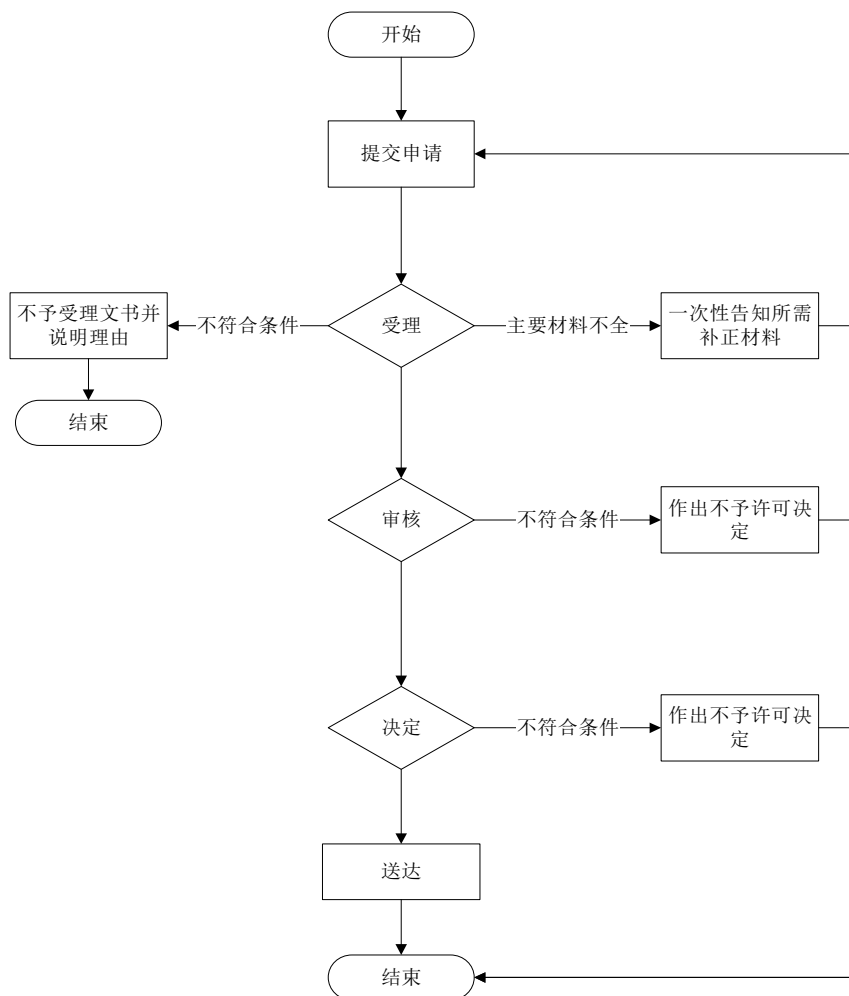 开始
提交申请
不予受理文书并
说明理由
不符合条件
受理
主要材料不全
一次性告知所需
补正材料
结束
审核
不符合条件
作出不予许可决
定
决定
不符合条件
作出不予许可决
定
送达
结束